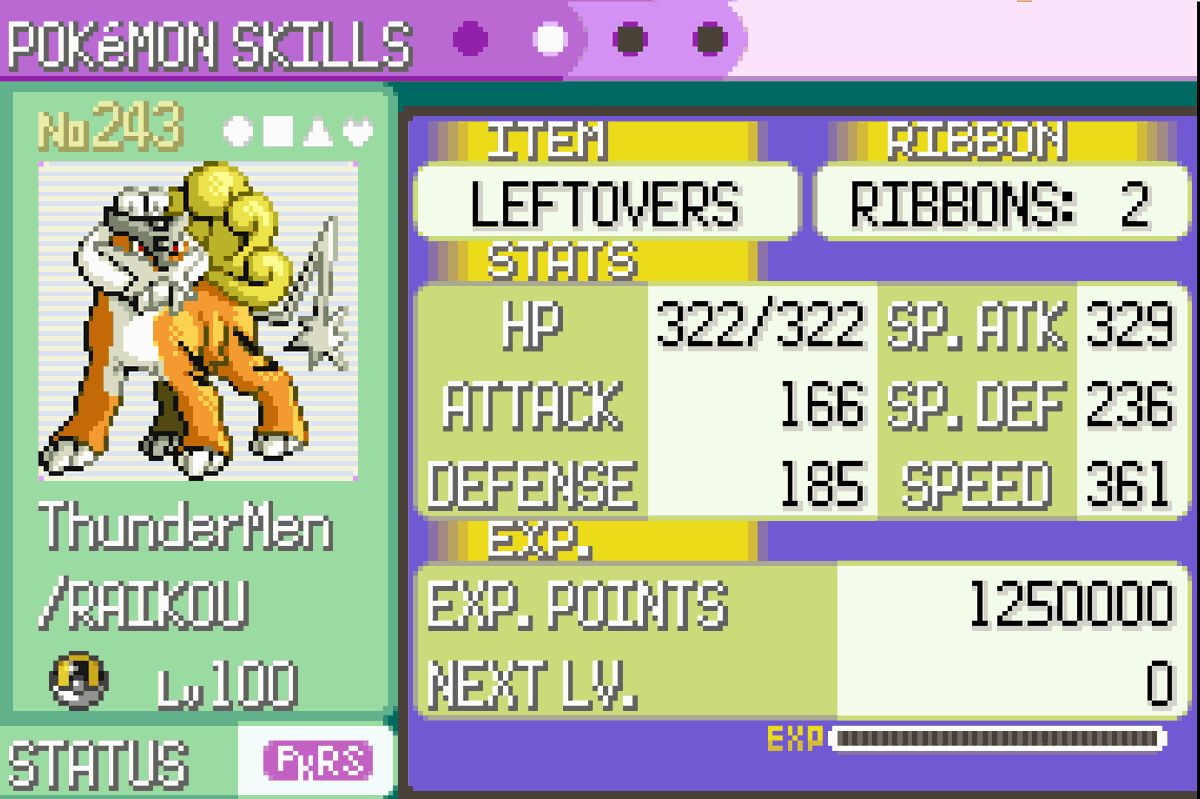 POKéMON SKILLS
No243
ITEM
RIBBON
LEFTOVERS
RIBBONS: 2
STATS
HP 322/322 SP. ATK 329
ATTACK 166 SP. DEF 236
DEFENSE 185 SPEED 361
ThunderMen
/RAIKOU
Lv100
EXP.
EXP. POINTS 1250000
NEXT LV. 0
EXP
STATUS PKRS